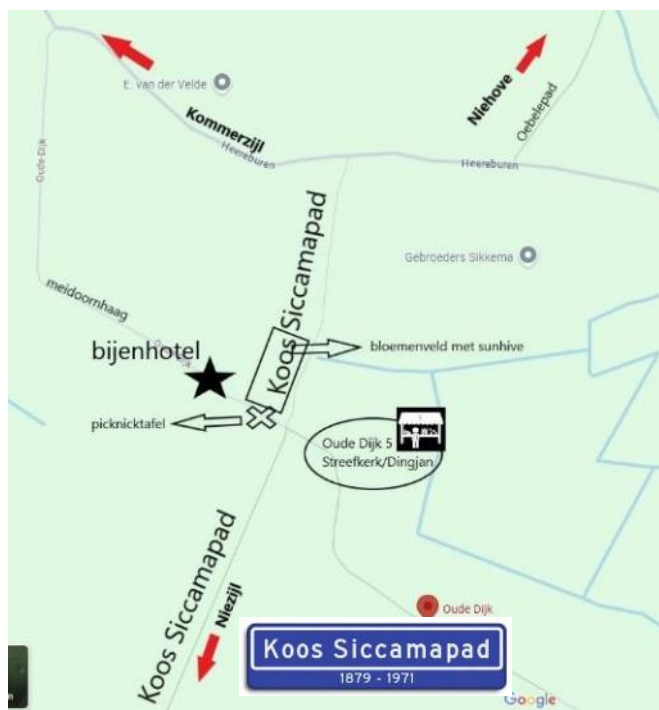 E. van der Velde
Kommerzijl
Heereburen
Niehove
Oebelepad
Heereburen
Oude Dijk
Koos Siccamapad
Gebroeders Sikkema
meidoornhaag
bijenhotel
bloemenveld met sunhive
picknicktafel
Oude Dijk 5
Streefkerk/Dingjan
Koos Siccamapad
Niezijl
Oude Dijk
Koos Siccamapad
1879 - 1971
Google